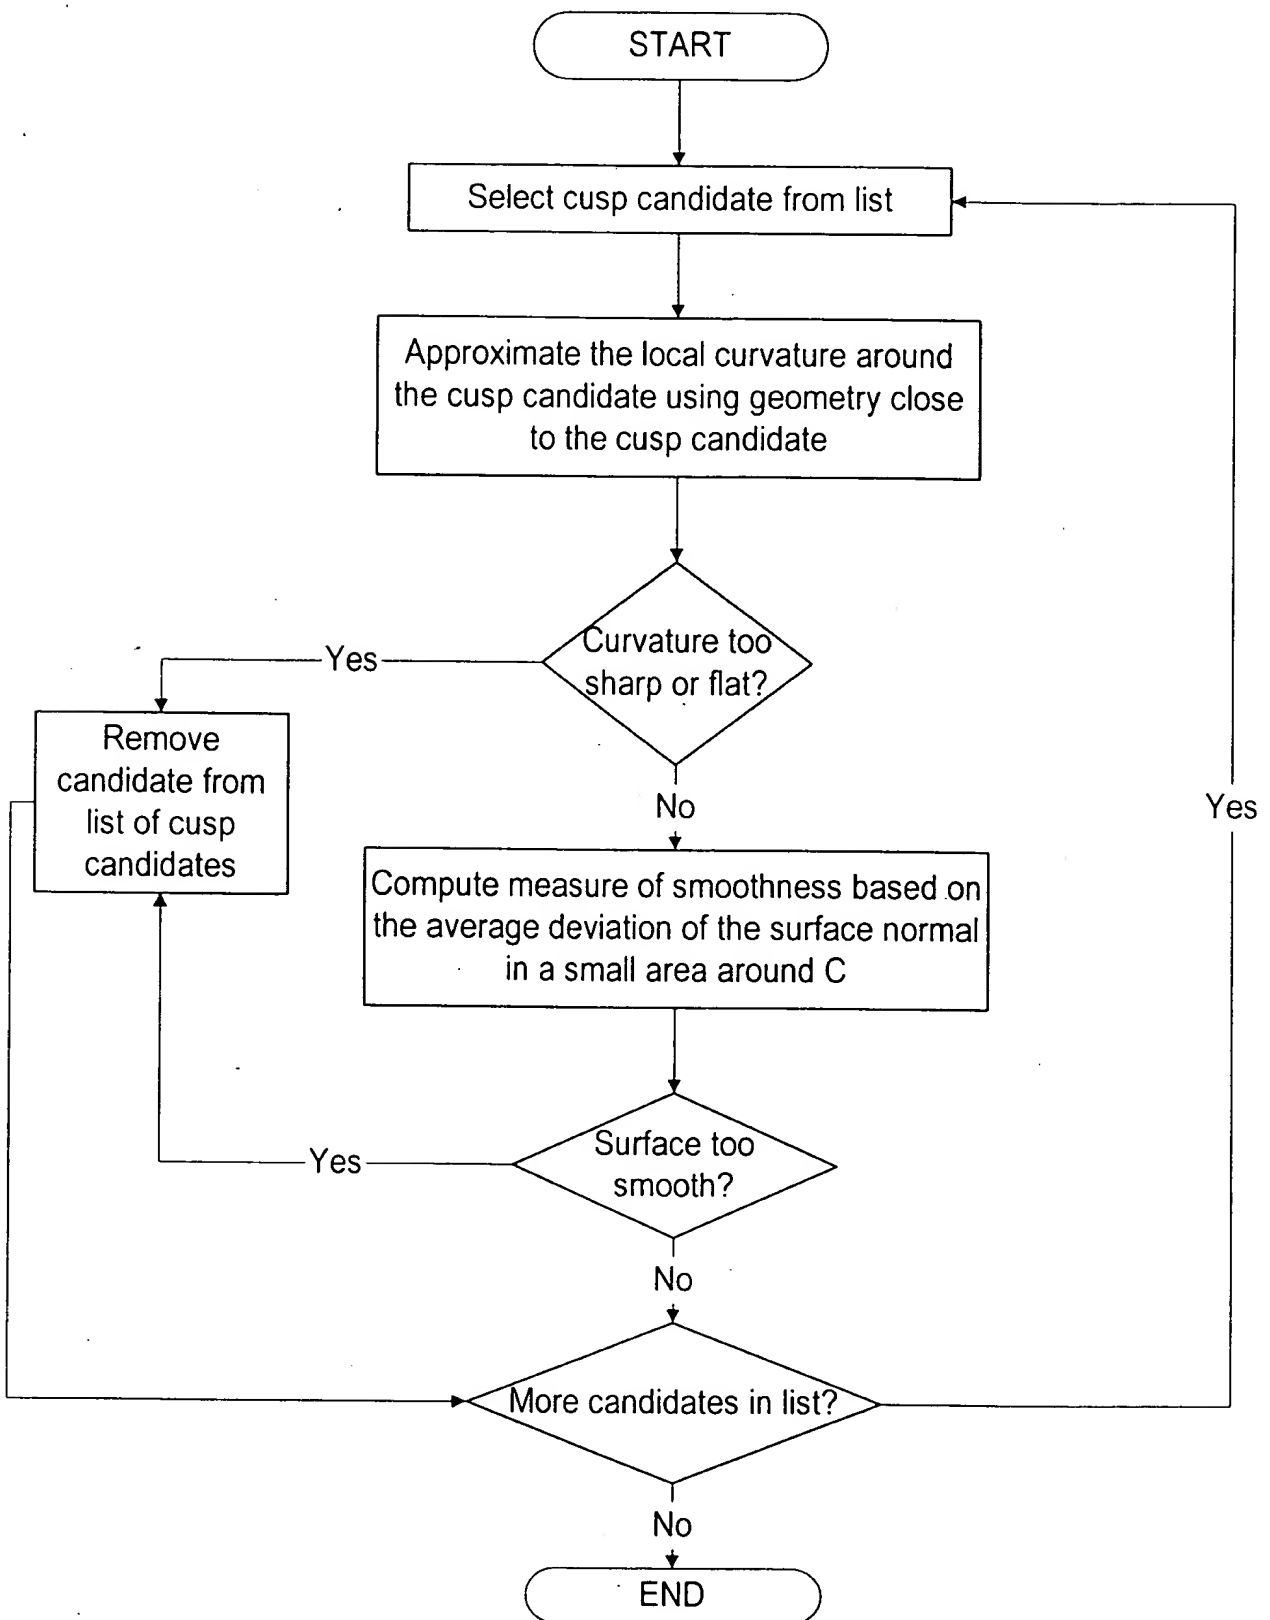 START
Select cusp candidate from list
Approximate the local curvature around
the cusp candidate using geometry close
to the cusp candidate
Curvature too
sharp or flat?
Yes
Remove
candidate from
list of cusp
candidates
No
Yes
Compute measure of smoothness based on
the average deviation of the surface normal
in a small area around C
Surface too
smooth?
Yes
No
More candidates in list?
No
END